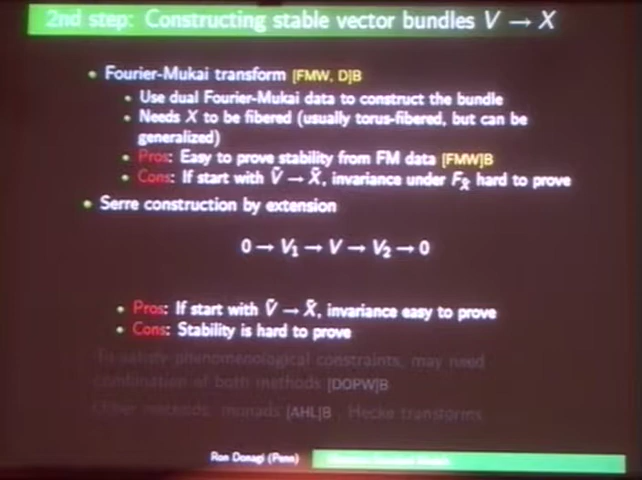 2nd step: Constructing stable vector bundles V → X
• Fourier-Mukai transform [FMW, D]B
• Use dual Fourier-Mukai data to construct the bundle
• Needs X to be fibered (usually torus-fibered, but can be
generalized)
• Pros: Easy to prove stability from FM data [FMW]B
• Cons: If start with Ṽ → X̃, invariance under F_X̃ hard to prove
• Serre construction by extension
0 → V₁ → V → V₂ → 0
• Pros: If start with Ṽ → X̃, invariance easy to prove
• Cons: Stability is hard to prove
To satisfy phenomenological constraints, may need
combination of both methods [DOPW]B
Other methods: monads [AHL]B, Hecke transforms
Ron Donagi (Penn)